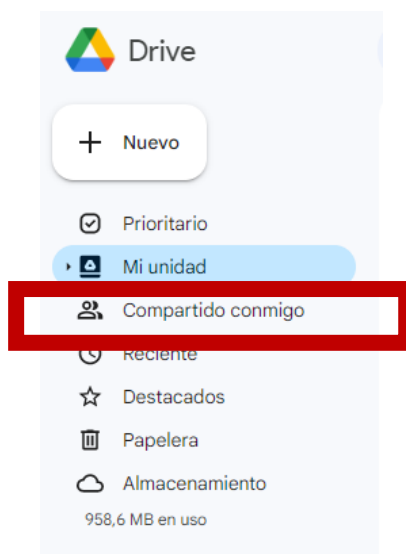 Drive
Nuevo
Prioritario
Mi unidad
Compartido conmigo
Reciente
Destacados
Papelera
Almacenamiento
958,6 MB en uso